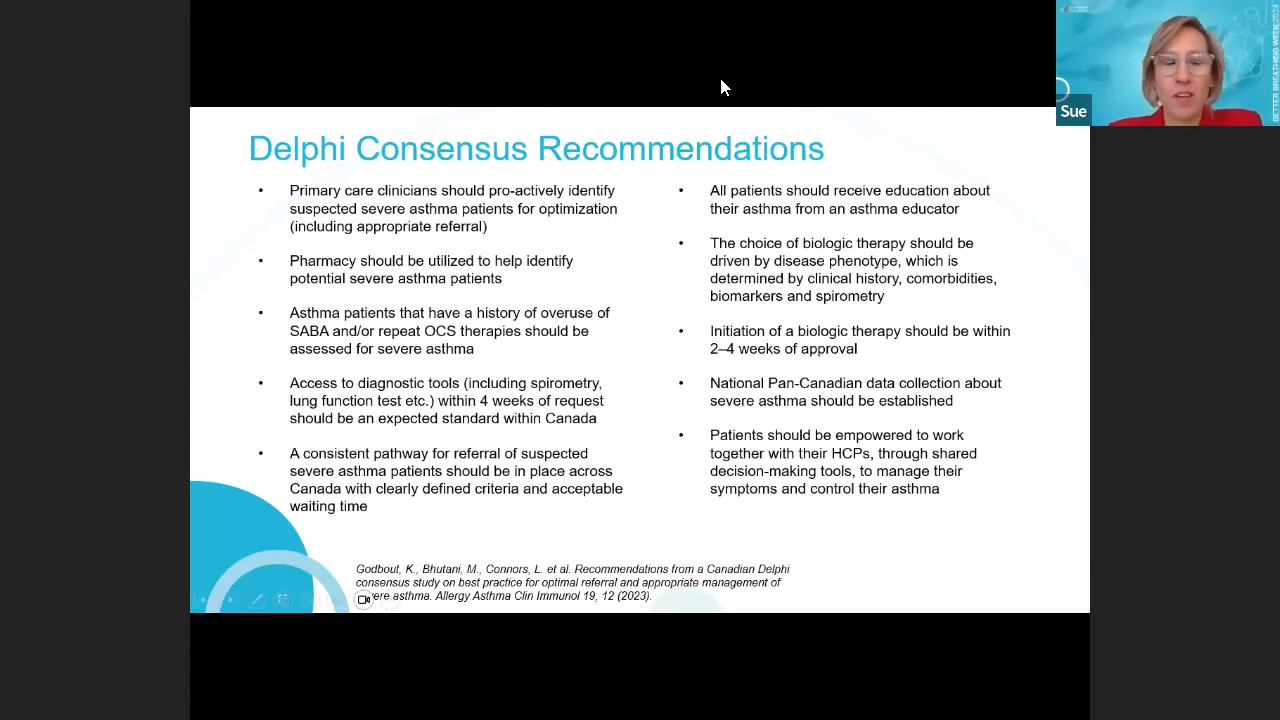 Delphi Consensus Recommendations
• Primary care clinicians should pro-actively identify
suspected severe asthma patients for optimization
(including appropriate referral)
• Pharmacy should be utilized to help identify
potential severe asthma patients
• Asthma patients that have a history of overuse of
SABA and/or repeat OCS therapies should be
assessed for severe asthma
• Access to diagnostic tools (including spirometry,
lung function test etc.) within 4 weeks of request
should be an expected standard within Canada
• A consistent pathway for referral of suspected
severe asthma patients should be in place across
Canada with clearly defined criteria and acceptable
waiting time
• All patients should receive education about
their asthma from an asthma educator
• The choice of biologic therapy should be
driven by disease phenotype, which is
determined by clinical history, comorbidities,
biomarkers and spirometry
• Initiation of a biologic therapy should be within
2–4 weeks of approval
• National Pan-Canadian data collection about
severe asthma should be established
• Patients should be empowered to work
together with their HCPs, through shared
decision-making tools, to manage their
symptoms and control their asthma
Godbout, K., Bhutani, M., Connors, L. et al. Recommendations from a Canadian Delphi
consensus study on best practice for optimal referral and appropriate management of
ere asthma. Allergy Asthma Clin Immunol 19, 12 (2023).
Sue
BETTER BREATHING WEEK 2024